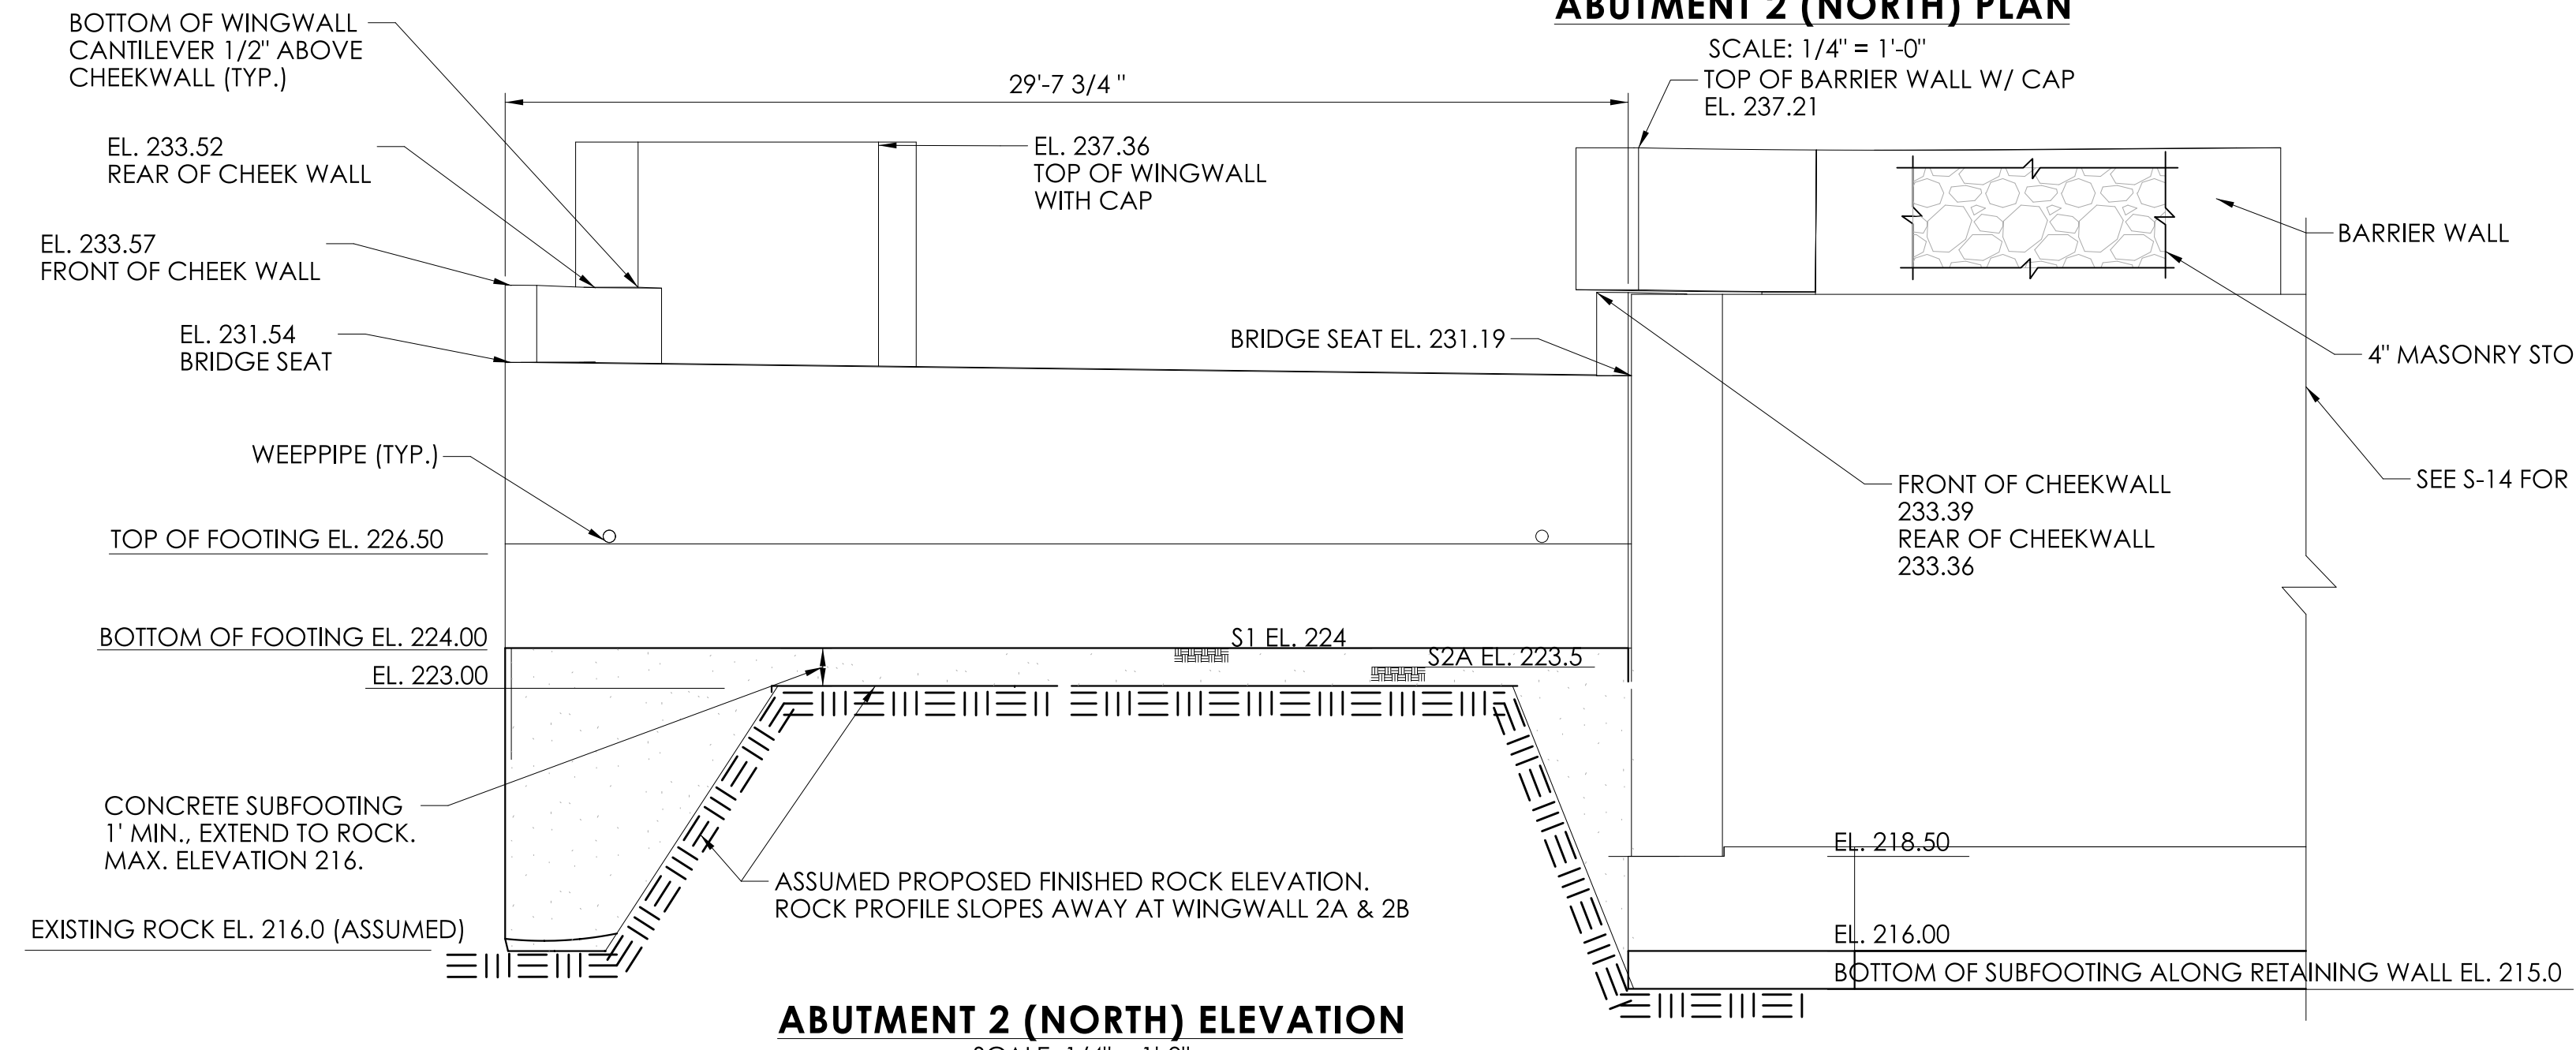 ABUTMENT 2 (NORTH) PLAN
SCALE: 1/4" = 1'-0"
BOTTOM OF WINGWALL
CANTILEVER 1/2" ABOVE
CHEEKWALL (TYP.)
29'-7 3/4 "
TOP OF BARRIER WALL W/ CAP
EL. 237.21
EL. 233.52
REAR OF CHEEK WALL
EL. 237.36
TOP OF WINGWALL
WITH CAP
EL. 233.57
FRONT OF CHEEK WALL
BARRIER WALL
EL. 231.54
BRIDGE SEAT
BRIDGE SEAT EL. 231.19
4" MASONRY STO
WEEPPIPE (TYP.)
SEE S-14 FOR
FRONT OF CHEEKWALL
233.39
REAR OF CHEEKWALL
233.36
TOP OF FOOTING EL. 226.50
BOTTOM OF FOOTING EL. 224.00
S1 EL. 224
S2A EL. 223.5
EL. 223.00
CONCRETE SUBFOOTING
1' MIN., EXTEND TO ROCK.
MAX. ELEVATION 216.
EL. 218.50
ASSUMED PROPOSED FINISHED ROCK ELEVATION.
ROCK PROFILE SLOPES AWAY AT WINGWALL 2A & 2B
EXISTING ROCK EL. 216.0 (ASSUMED)
EL. 216.00
BOTTOM OF SUBFOOTING ALONG RETAINING WALL EL. 215.0
ABUTMENT 2 (NORTH) ELEVATION
SCALE: 1/4" = 1'-0"